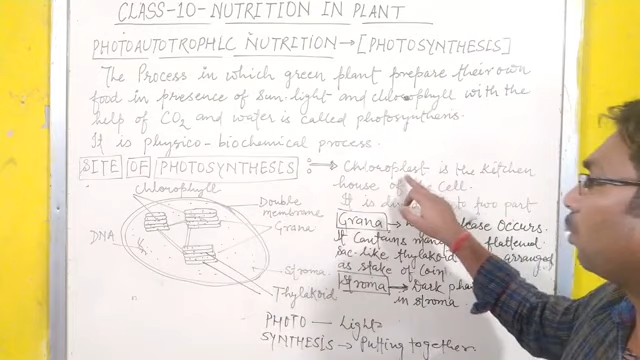 CLASS-10- NUTRITION IN PLANT
PHOTOAUTOTROPHIC NUTRITION → [PHOTOSYNTHESIS]
The Process in which green plant prepare their own
food in presence of Sun-light and chlorophyll with the
help of CO2 and water is called photosynthesis.
It is physico-biochemical process.
SITE OF PHOTOSYNTHESIS → Chloroplast is the kitchen
house of cell.
It is to two part
Grana → Occurs.
It Contains flattened
sac-like thylakoid arranged
as stake of coin
Stroma → Dark
in stroma.
Chlorophyll
Double
membrane
Grana
DNA
Stroma
Thylakoid
PHOTO — Light
SYNTHESIS → Putting together.